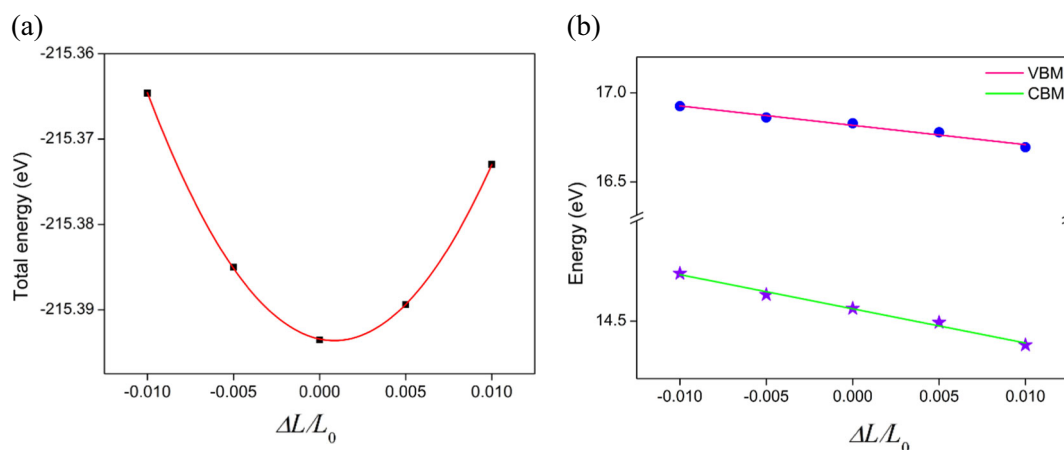 (a)
-215.36
-215.37
-215.38
-215.39
Total energy (eV)
-0.010 -0.005 0.000 0.005 0.010
ΔL/L0
(b)
VBM
CBM
17.0
16.5
14.5
Energy (eV)
-0.010 -0.005 0.000 0.005 0.010
ΔL/L0